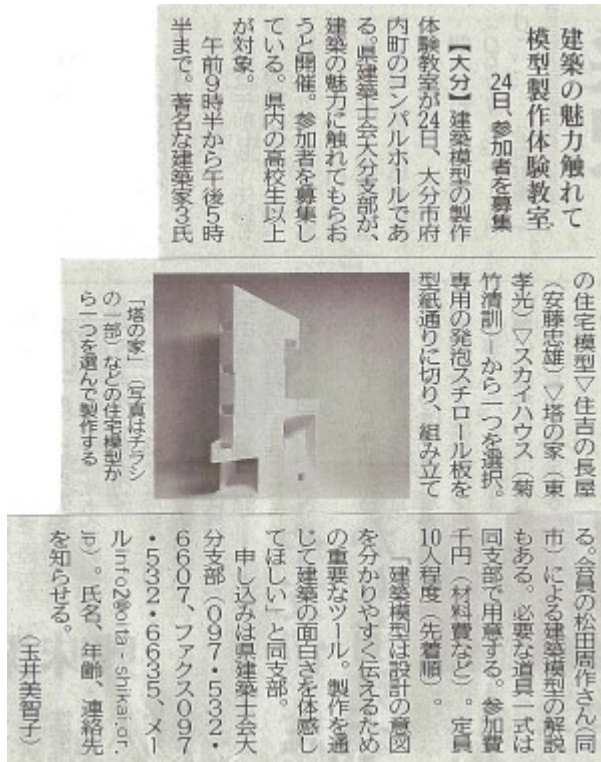 建築の魅力触れて
模型製作体験教室
24日、参加者を募集
【大分】建築模型の製作
体験教室が24日、大分市府
内町のコンパルホールであ
る。県建築士会大分支部が、
建築の魅力に触れてもらお
うと開催。参加者を募集し
ている。県内の高校生以上
が対象。
午前9時半から午後5時
半まで。著名な建築家3氏
の住宅模型▽住吉の長屋
(安藤忠雄)▽塔の家(東
孝光)▽スカイハウス(菊
竹清訓)―から一つを選択。
専用の発泡スチロール板を
型紙通りに切り、組み立て
「塔の家」(写真はチラシ
の一部)などの住宅模型か
ら一つを選んで製作する
る。会員の松田周作さん(同
市)による建築模型の解説
もある。必要な道具一式は
同支部で用意する。参加費
千円(材料費など)。定員
10人程度(先着順)。
「建築模型は設計の意図
を分かりやすく伝えるため
の重要なツール。製作を通
じて建築の面白さを体感し
てほしい」と同支部。
申し込みは県建築士会大
分支部(097・532・
6607、ファクス097
・532・6635、メー
ルinfo2@oita-shikai.or.
jp)。氏名、年齢、連絡先
を知らせる。
(玉井美智子)